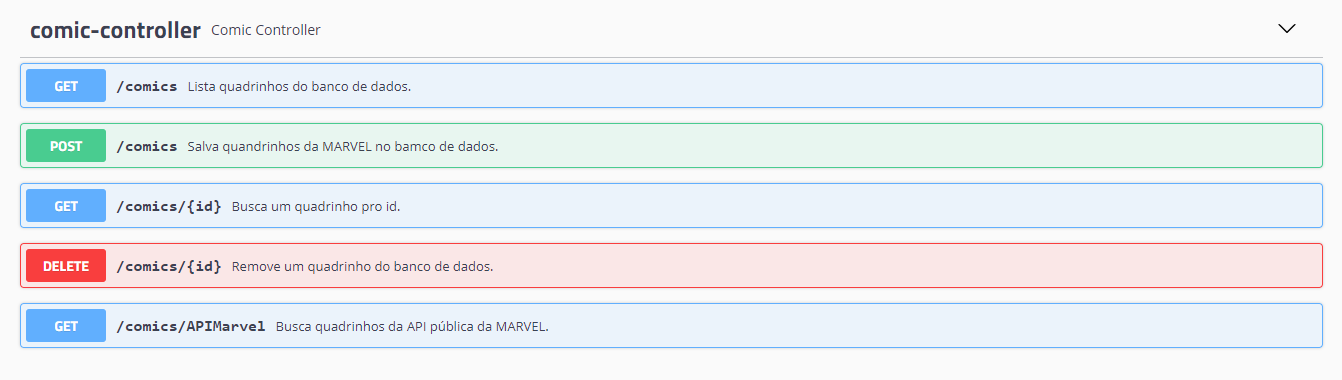 comic-controller Comic Controller
GET /comics Lista quadrinhos do banco de dados.
POST /comics Salva quandrinhos da MARVEL no bamco de dados.
GET /comics/{id} Busca um quadrinho pro id.
DELETE /comics/{id} Remove um quadrinho do banco de dados.
GET /comics/APIMarvel Busca quadrinhos da API pública da MARVEL.